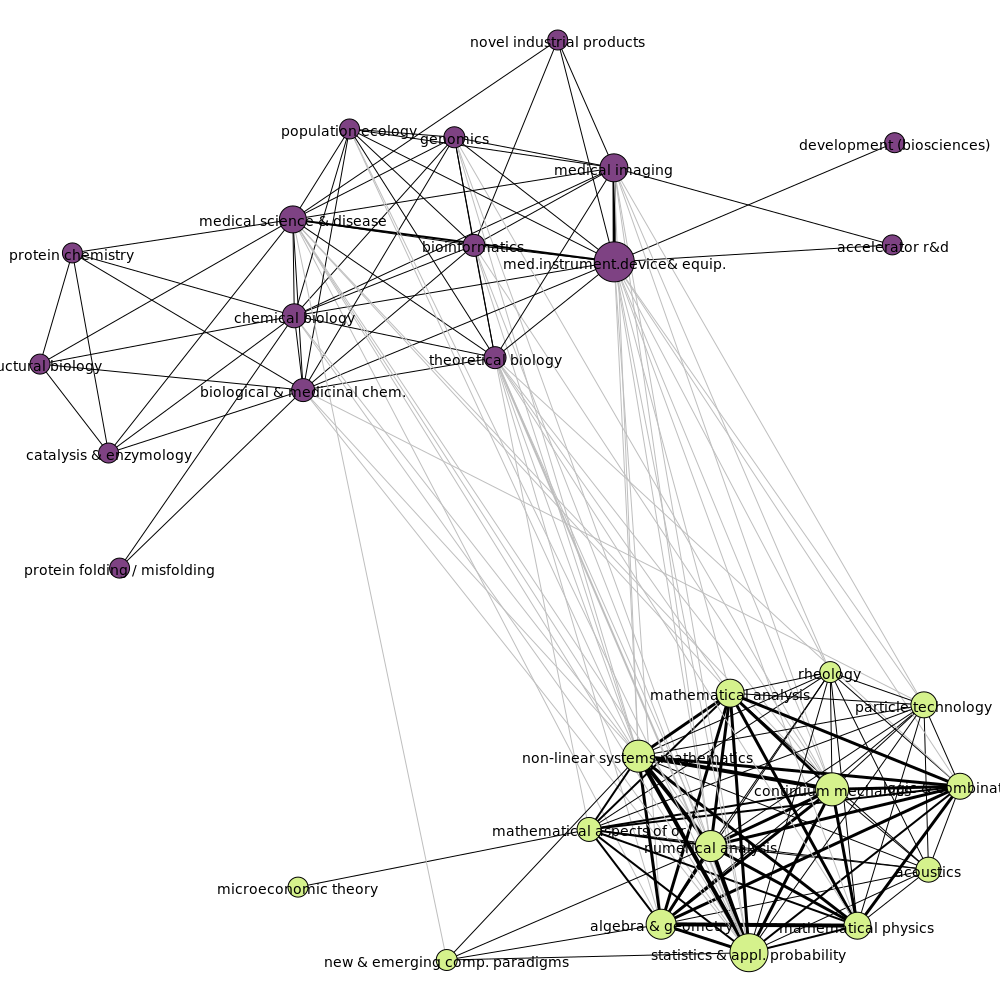 novel industrial products
population ecology
genomics
development (biosciences)
medical imaging
medical science & disease
bioinformatics
accelerator r&d
protein chemistry
med.instrument.device& equip.
chemical biology
theoretical biology
uctural biology
biological & medicinal chem.
catalysis & enzymology
protein folding / misfolding
rheology
mathematical analysis
particle technology
non-linear systems mathematics
continuum mechanics
combinat
mathematical aspects of or
numerical analysis
acoustics
microeconomic theory
algebra & geometry
mathematical physics
statistics & appl. probability
new & emerging comp. paradigms